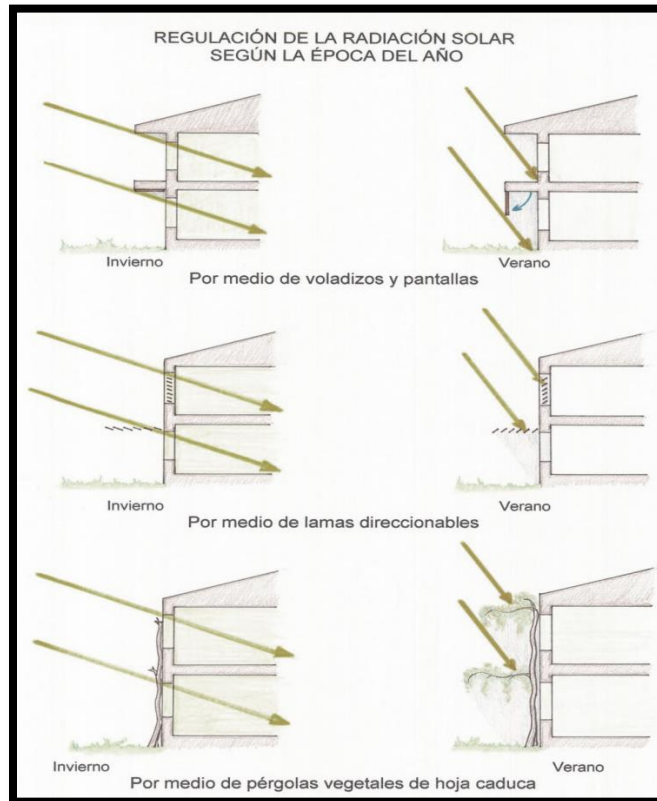 REGULACIÓN DE LA RADIACIÓN SOLAR
SEGÚN LA ÉPOCA DEL AÑO
Invierno
Verano
Por medio de voladizos y pantallas
Invierno
Verano
Por medio de lamas direccionables
Invierno
Verano
Por medio de pérgolas vegetales de hoja caduca